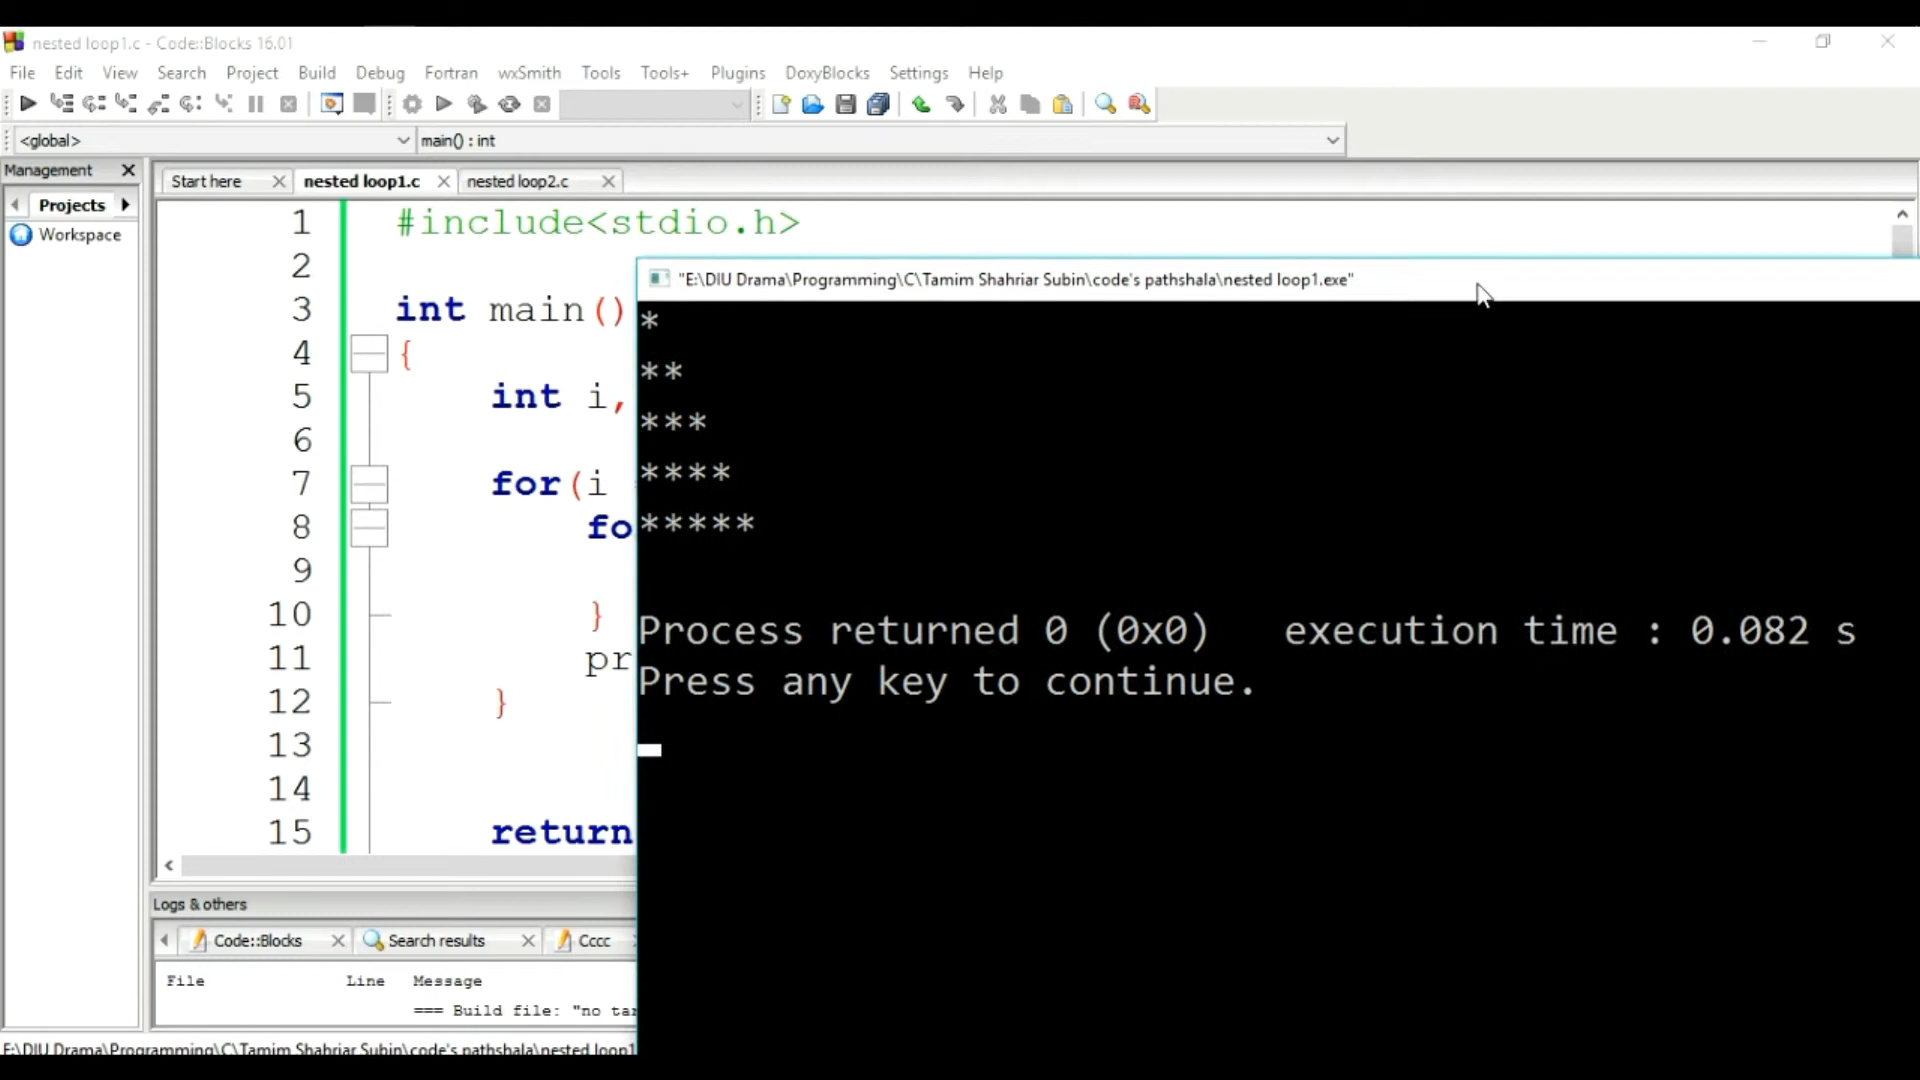 nested loop1.c - Code::Blocks 16.01
File Edit View Search Project Build Debug Fortran wxSmith Tools Tools+ Plugins DoxyBlocks Settings Help
<global> main() : int
Management
Start here nested loop1.c nested loop2.c
Projects
Workspace
1 #include<stdio.h>
2
3 int main()
4 {
5 int i,
6
7 for(i
8 fo
9
10 }
11 pr
12 }
13
14
15 return
"E:\DIU Drama\Programming\C\Tamim Shahriar Subin\code's pathshala\nested loop1.exe"
*
**
***
****
*****
Process returned 0 (0x0) execution time : 0.082 s
Press any key to continue.
Logs & others
Code::Blocks Search results Cccc
File Line Message
=== Build file: "no tar
E:\DIU Drama\Programming\C\Tamim Shahriar Subin\code's pathshala\nested loop1